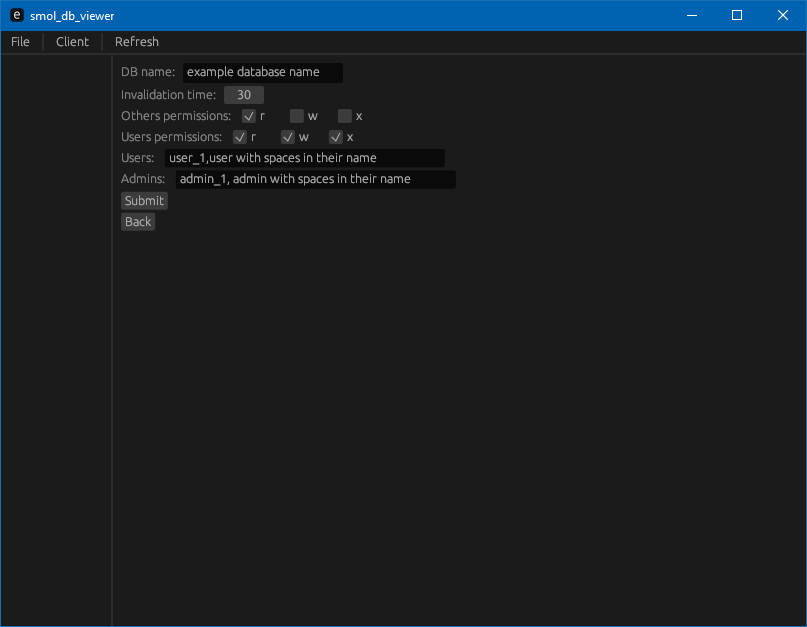 e smol_db_viewer
File Client Refresh
DB name: example database name
Invalidation time: 30
Others permissions: r w x
Users permissions: r w x
Users: user_1,user with spaces in their name
Admins: admin_1, admin with spaces in their name
Submit
Back